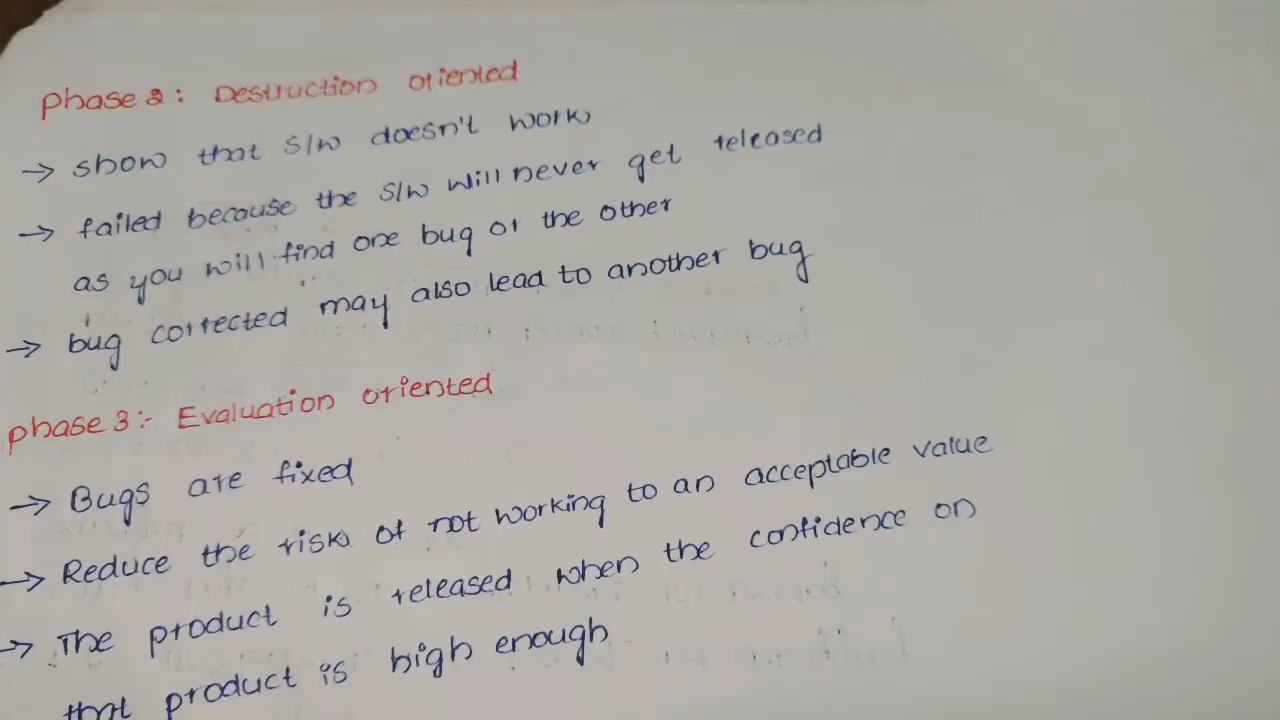 Phase 2: Destruction oriented
→ show that S/W doesn't work
→ failed because the S/W will never get released
as you will find one bug or the other
→ bug corrected may also lead to another bug
Phase 3:- Evaluation oriented
→ Bugs are fixed
→ Reduce the risk of not working to an acceptable value
→ The product is released when the confidence on
that product is high enough